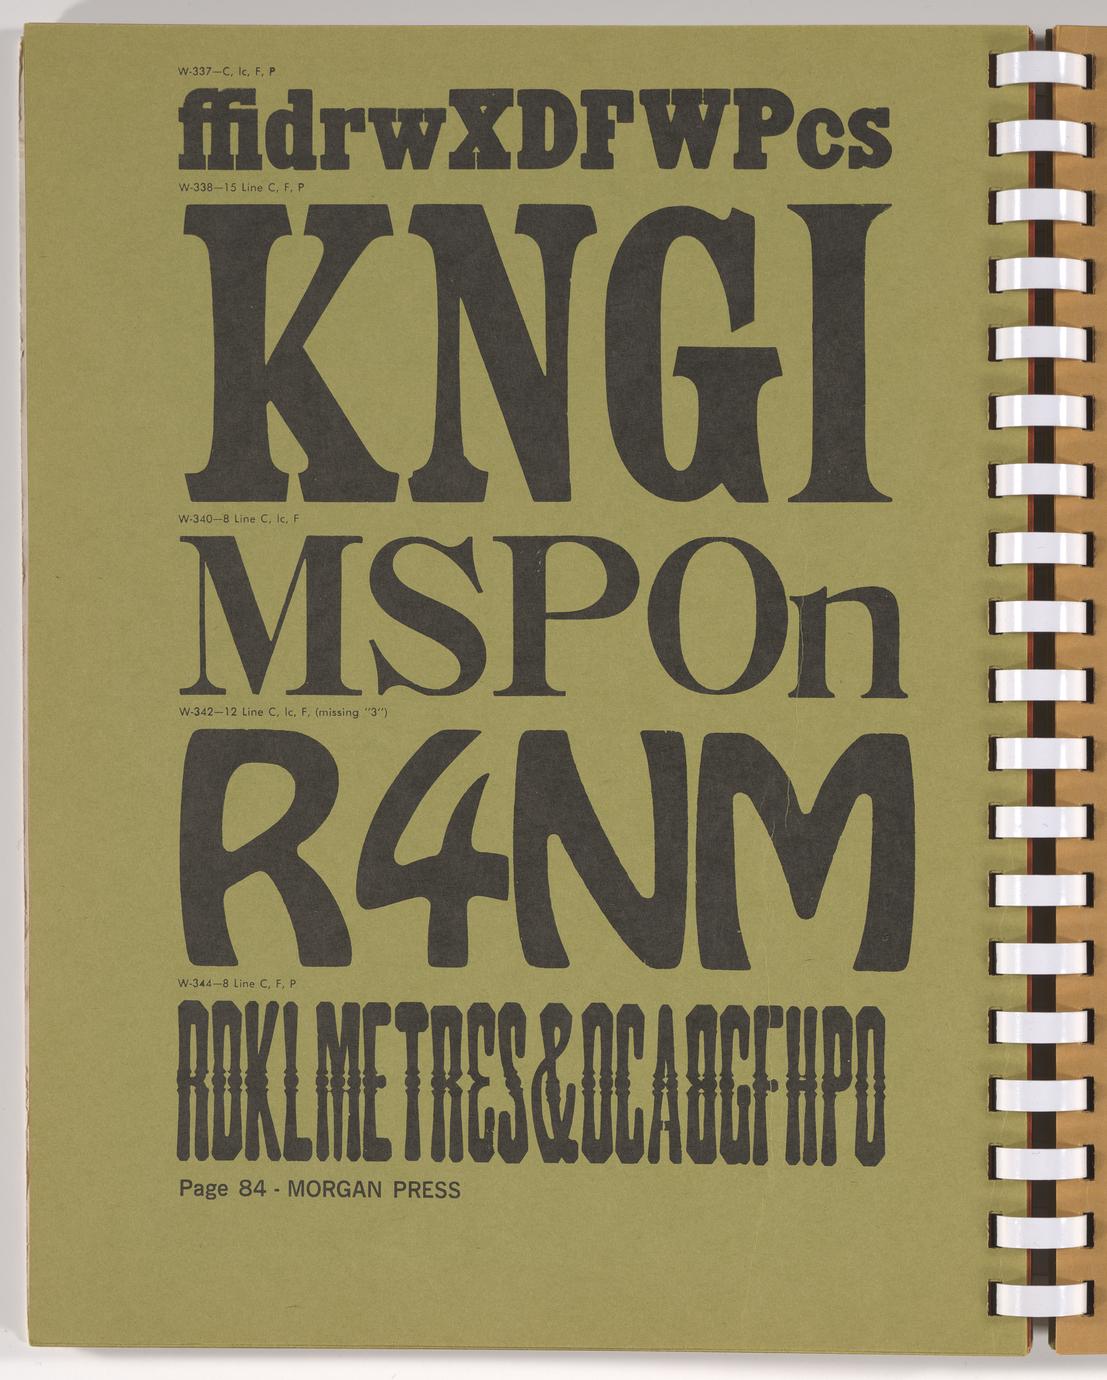 W-337—C, lc, F, P
ffidrwXDFWPcs
W-338—15 Line C, F, P
KNGI
W-340—8 Line C, lc, F
MSPOn
W-342—12 Line C, lc, F, (missing "3")
R4NM
W-344—8 Line C, F, P
RDKLMETRES&OCABGFHPO
Page 84 - MORGAN PRESS